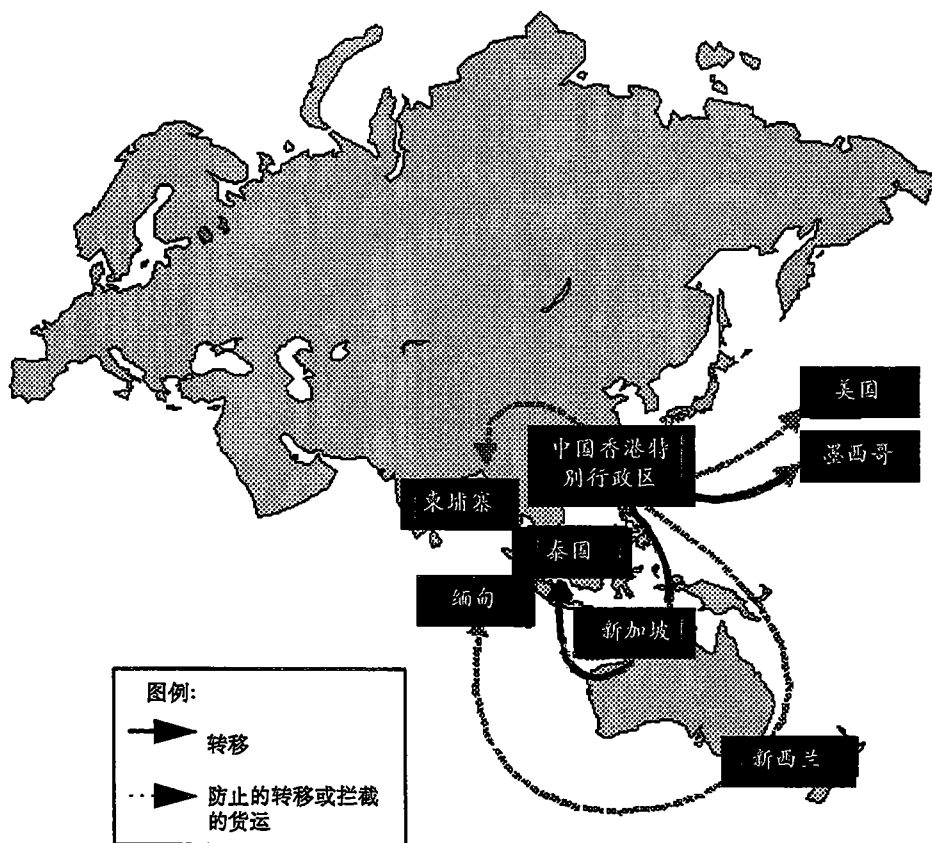 美国
中国香港特
别行政区
墨西哥
柬埔寨
泰国
缅甸
新加坡
新西兰
图例:
转移
防止的转移或拦截
的货运